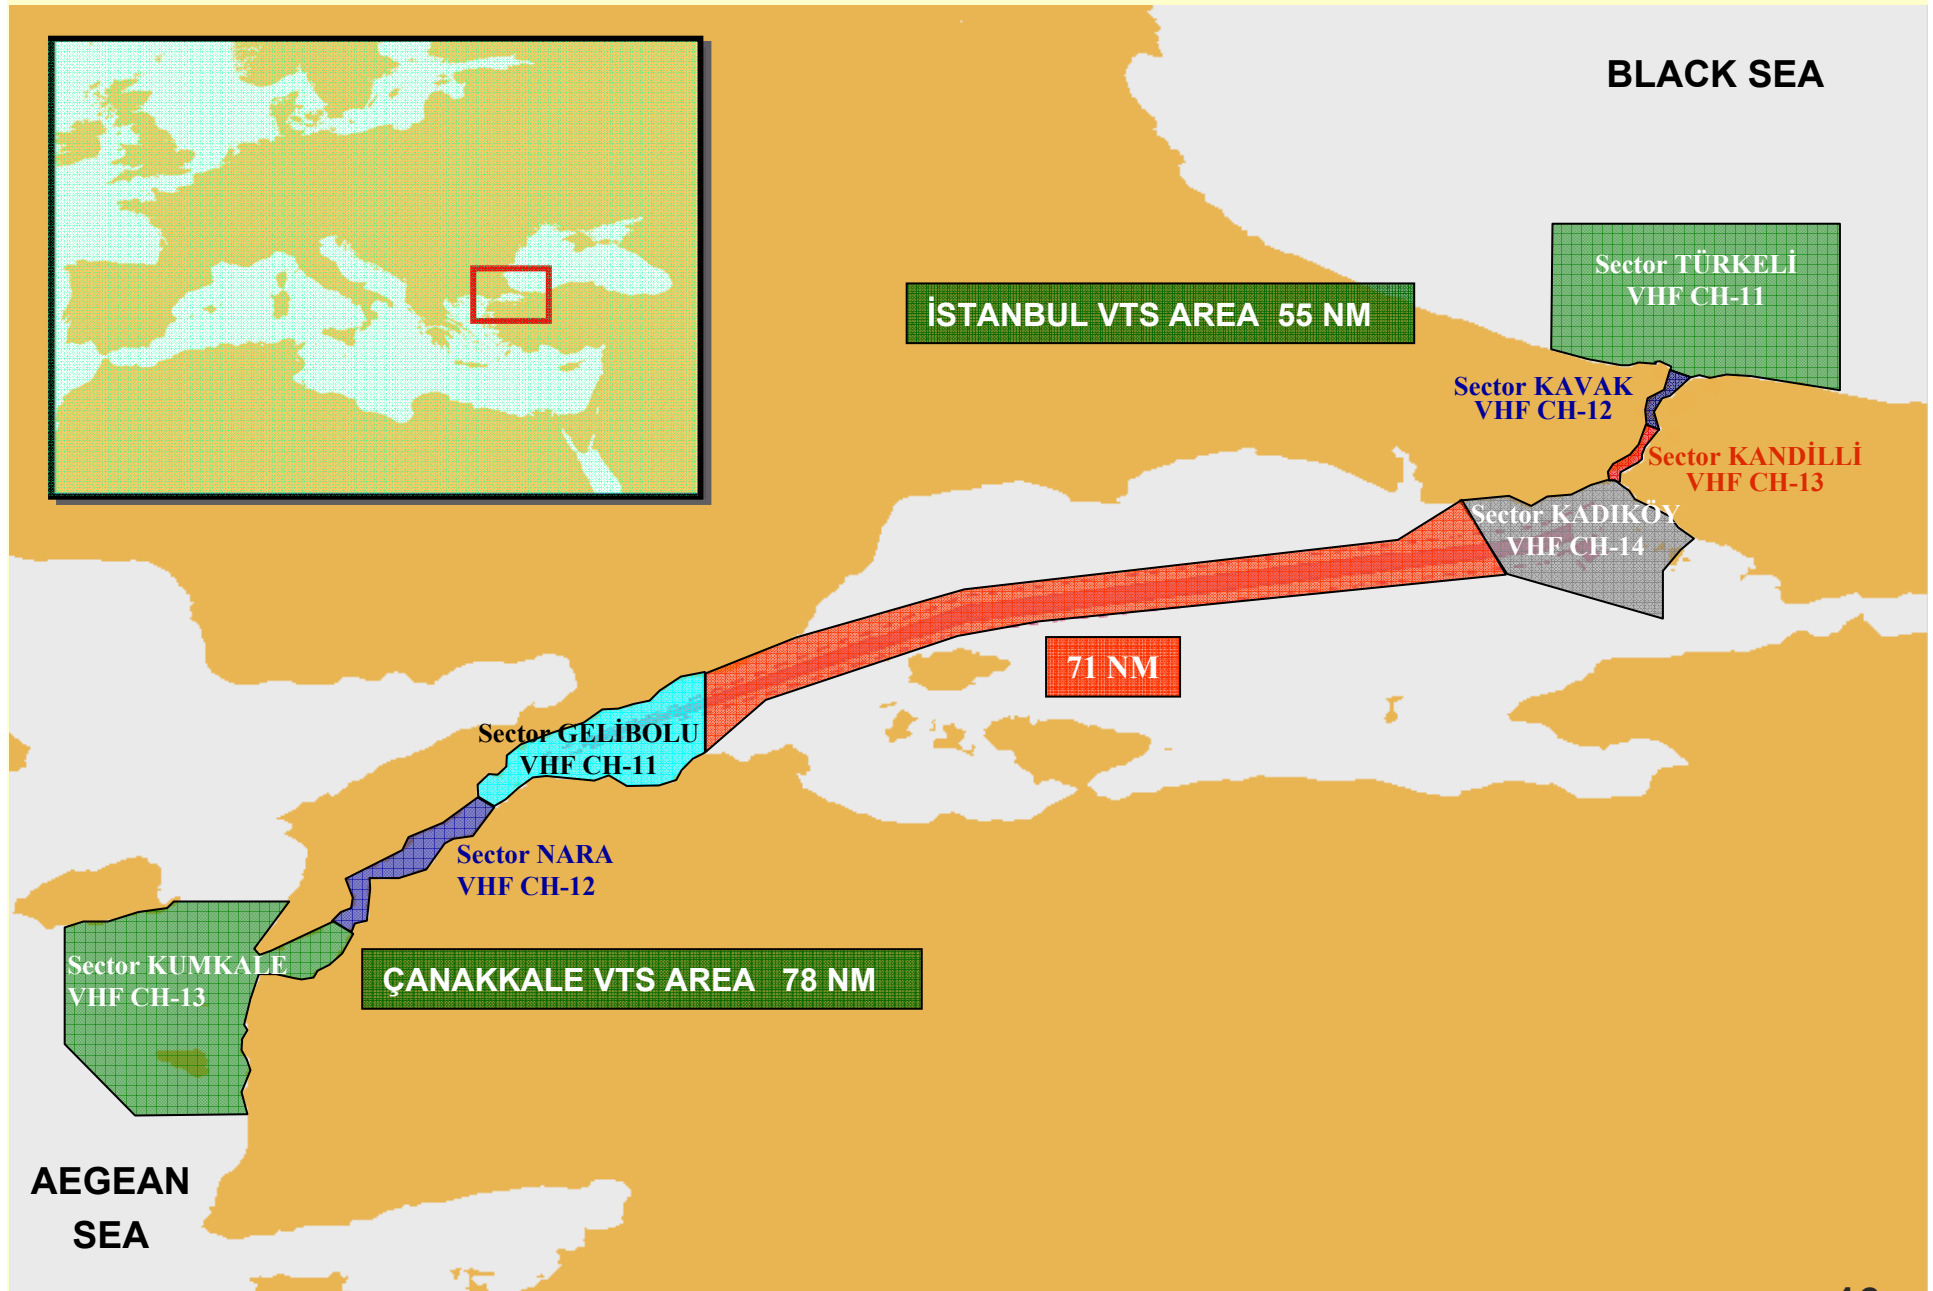 BLACK SEA
Sector TÜRKELİ
VHF CH-11
İSTANBUL VTS AREA 55 NM
Sector KAVAK
VHF CH-12
Sector KANDİLLİ
VHF CH-13
Sector KADIKÖY
VHF CH-14
71 NM
Sector GELİBOLU
VHF CH-11
Sector NARA
VHF CH-12
Sector KUMKALE
VHF CH-13
ÇANAKKALE VTS AREA 78 NM
AEGEAN
SEA